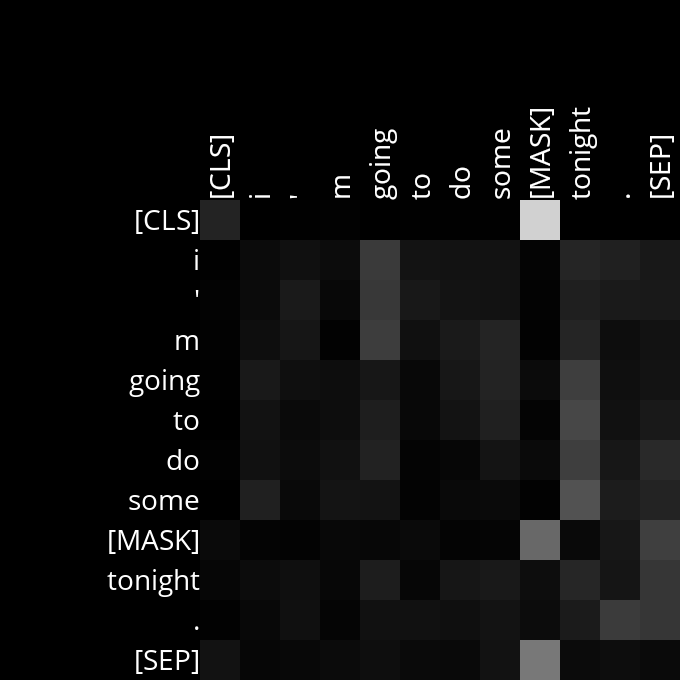 [CLS] i ' m going to do some [MASK] tonight . [SEP]
[CLS]
i
'
m
going
to
do
some
[MASK]
tonight
.
[SEP]